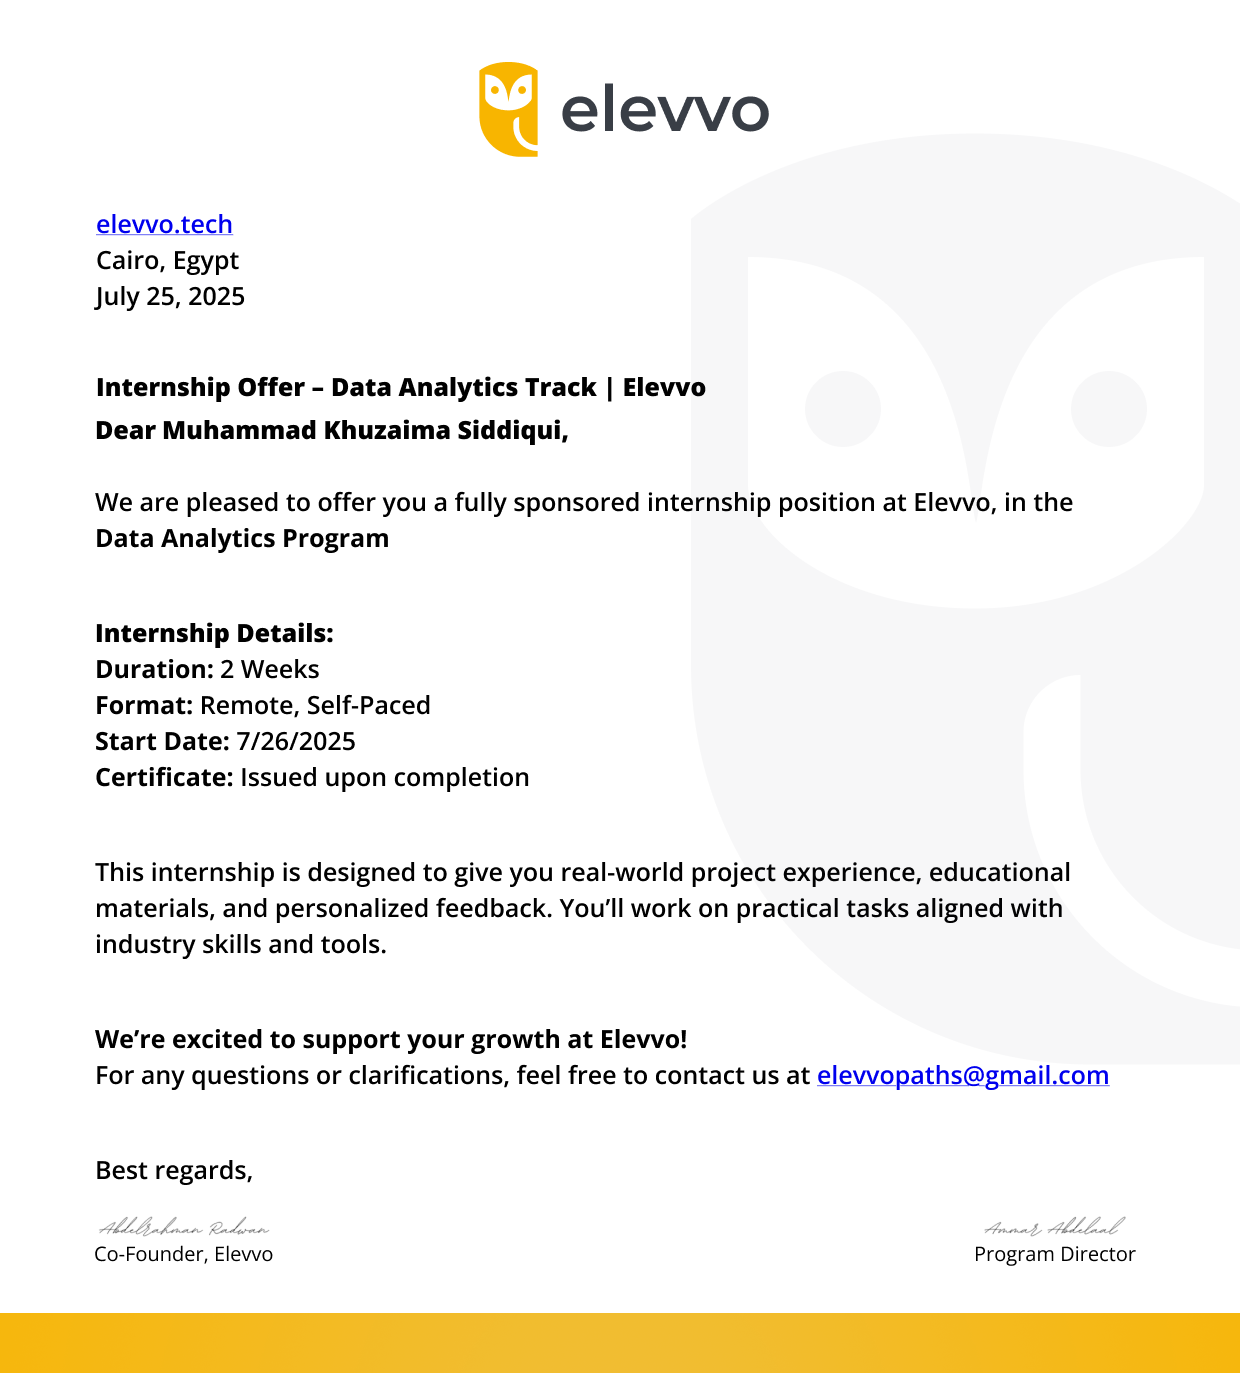 elevvo
elevvo.tech
Cairo, Egypt
July 25, 2025
Internship Offer – Data Analytics Track | Elevvo
Dear Muhammad Khuzaima Siddiqui,
We are pleased to offer you a fully sponsored internship position at Elevvo, in the
Data Analytics Program
Internship Details:
Duration: 2 Weeks
Format: Remote, Self-Paced
Start Date: 7/26/2025
Certificate: Issued upon completion
This internship is designed to give you real-world project experience, educational
materials, and personalized feedback. You’ll work on practical tasks aligned with
industry skills and tools.
We’re excited to support your growth at Elevvo!
For any questions or clarifications, feel free to contact us at elevvopaths@gmail.com
Best regards,
Abdelrahman Radwan
Co-Founder, Elevvo
Ammar Abdelaal
Program Director